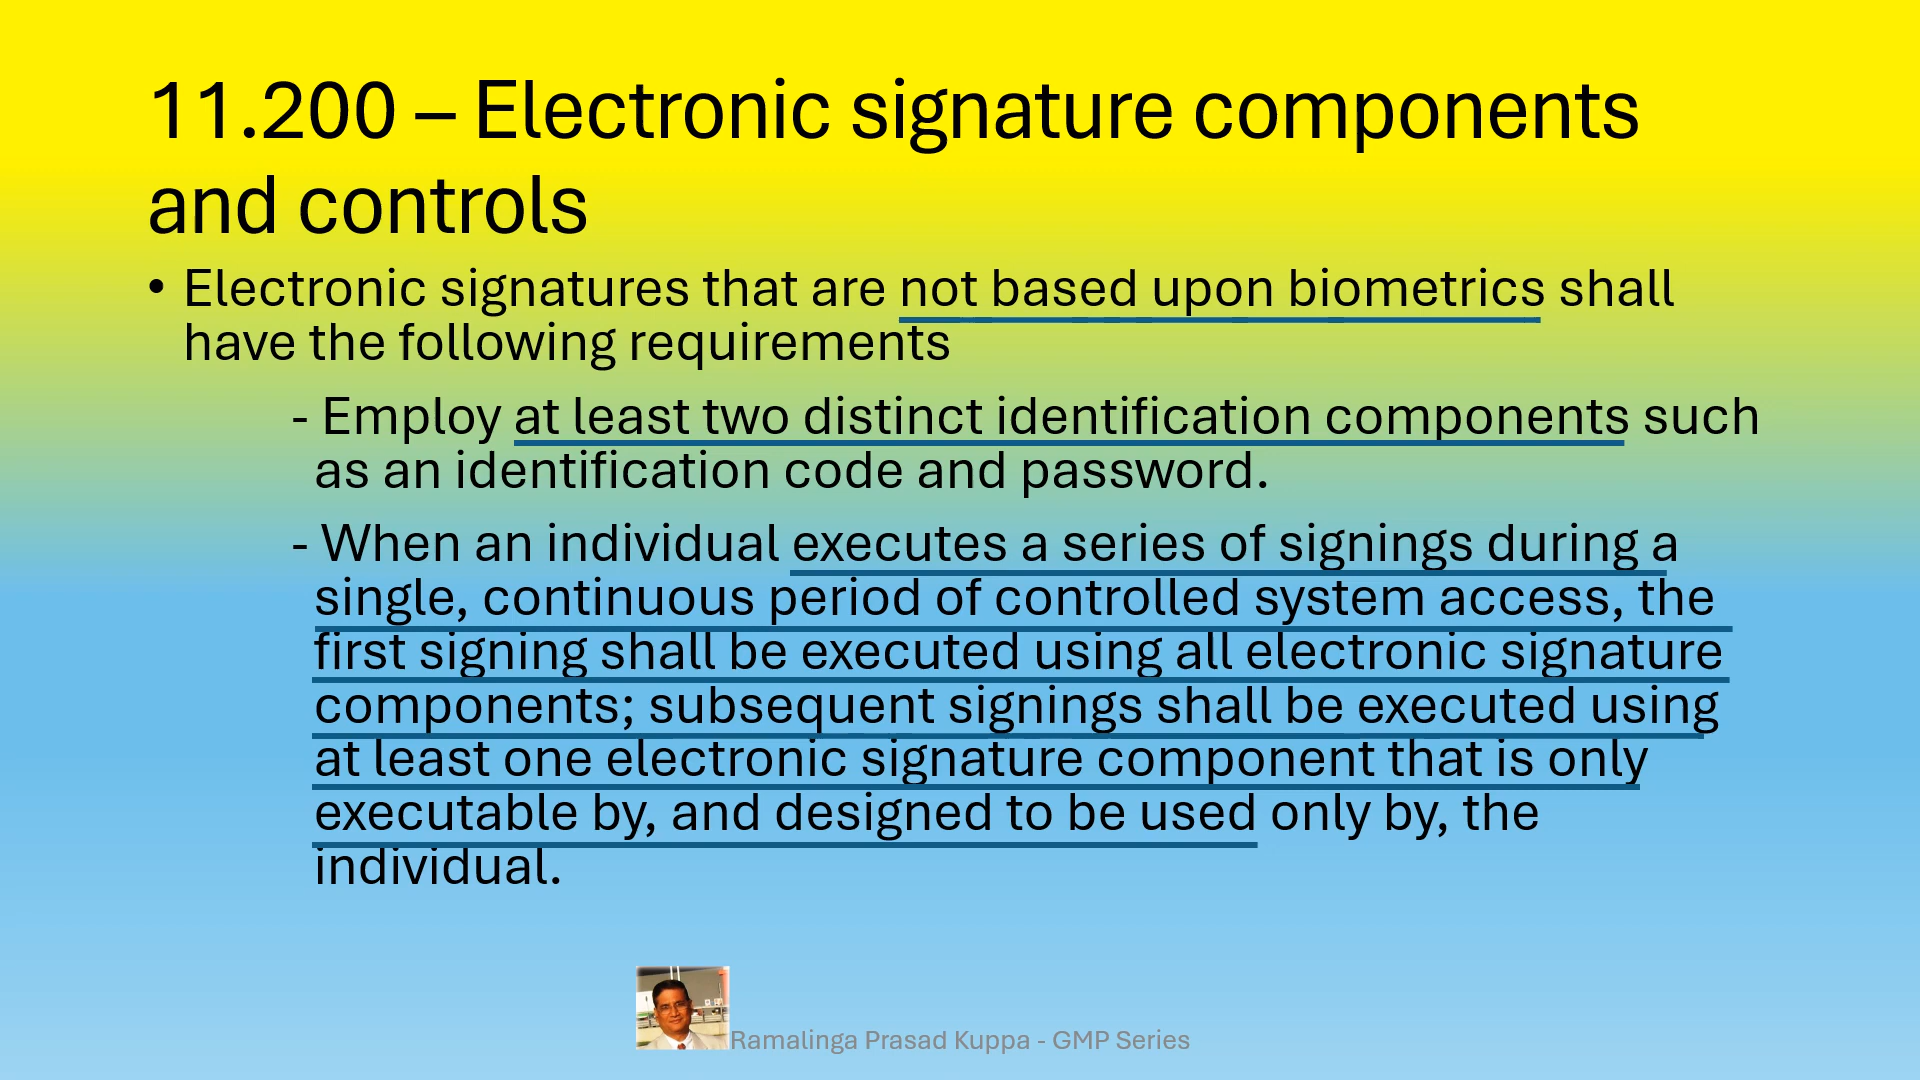 11.200 – Electronic signature components
and controls
• Electronic signatures that are not based upon biometrics shall
have the following requirements
- Employ at least two distinct identification components such
as an identification code and password.
- When an individual executes a series of signings during a
single, continuous period of controlled system access, the
first signing shall be executed using all electronic signature
components; subsequent signings shall be executed using
at least one electronic signature component that is only
executable by, and designed to be used only by, the
individual.
Ramalinga Prasad Kuppa - GMP Series